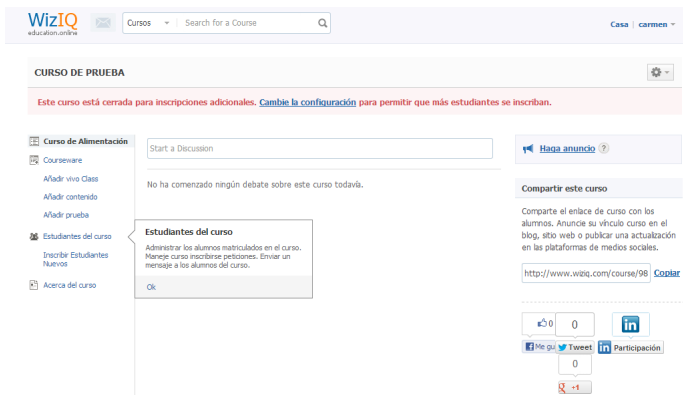 WizIQ
education.online
Cursos
Search for a Course
Casa | carmen
CURSO DE PRUEBA
Este curso está cerrada para inscripciones adicionales. Cambie la configuración para permitir que más estudiantes se inscriban.
Curso de Alimentación
Courseware
Añadir vivo Class
Añadir contenido
Añadir prueba
Estudiantes del curso
Inscribir Estudiantes
Nuevos
Acerca del curso
Start a Discussion
No ha comenzado ningún debate sobre este curso todavía.
Estudiantes del curso
Administrar los alumnos matriculados en el curso.
Maneje curso inscribirse peticiones. Enviar un
mensaje a los alumnos del curso.
Ok
Haga anuncio ?
Compartir este curso
Comparte el enlace de curso con los
alumnos. Anuncie su vínculo curso en el
blog, sitio web o publicar una actualización
en las plataformas de medios sociales.
http://www.wiziq.com/course/98 Copiar
0 0 in
Me gu Tweet in Participación
0
+1